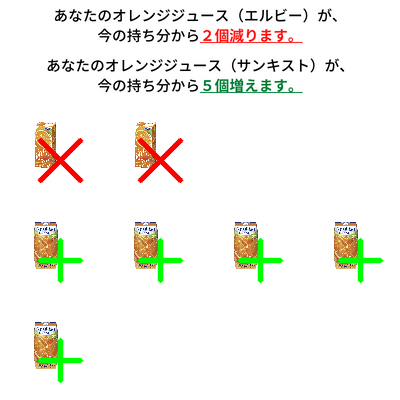 あなたのオレンジジュース（エルビー）が、
今の持ち分から２個減ります。
あなたのオレンジジュース（サンキスト）が、
今の持ち分から５個増えます。